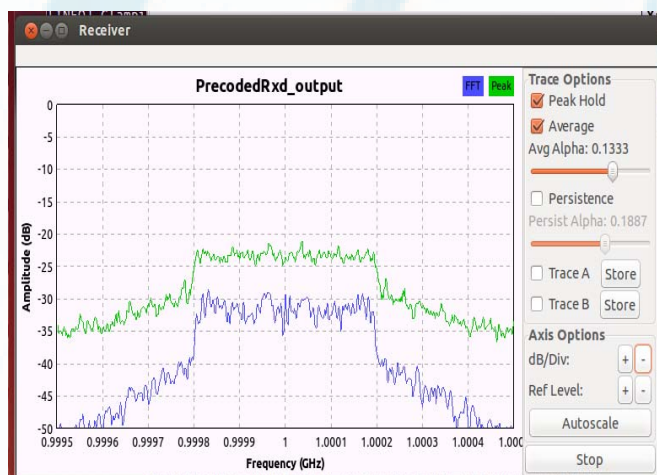 Receiver
PrecodedRxd_output
FFT
Peak
Amplitude (dB)
0
-5
-10
-15
-20
-25
-30
-35
-40
-45
-50
0.9995 0.9996 0.9997 0.9998 0.9999 1 1.0001 1.0002 1.0003 1.0004 1.000
Frequency (GHz)
Trace Options
Peak Hold
Average
Avg Alpha: 0.1333
Persistence
Persist Alpha: 0.1887
Trace A Store
Trace B Store
Axis Options
dB/Div: + -
Ref Level: + -
Autoscale
Stop